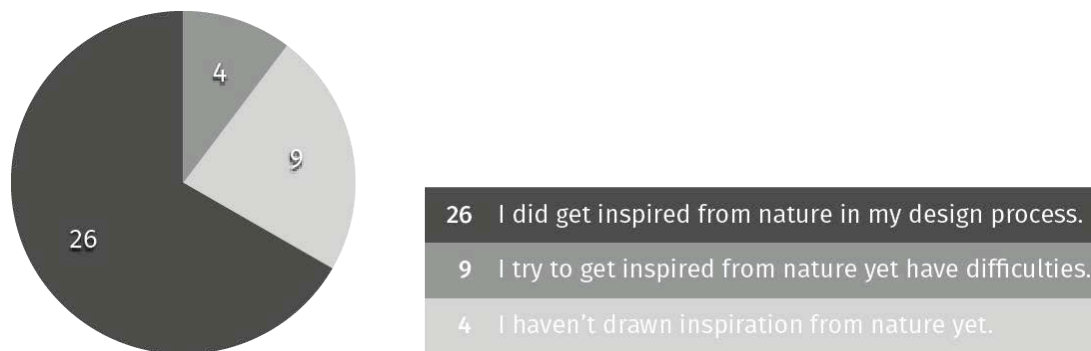 4
9
26
26 I did get inspired from nature in my design process.
9 I try to get inspired from nature yet have difficulties.
4 I haven't drawn inspiration from nature yet.